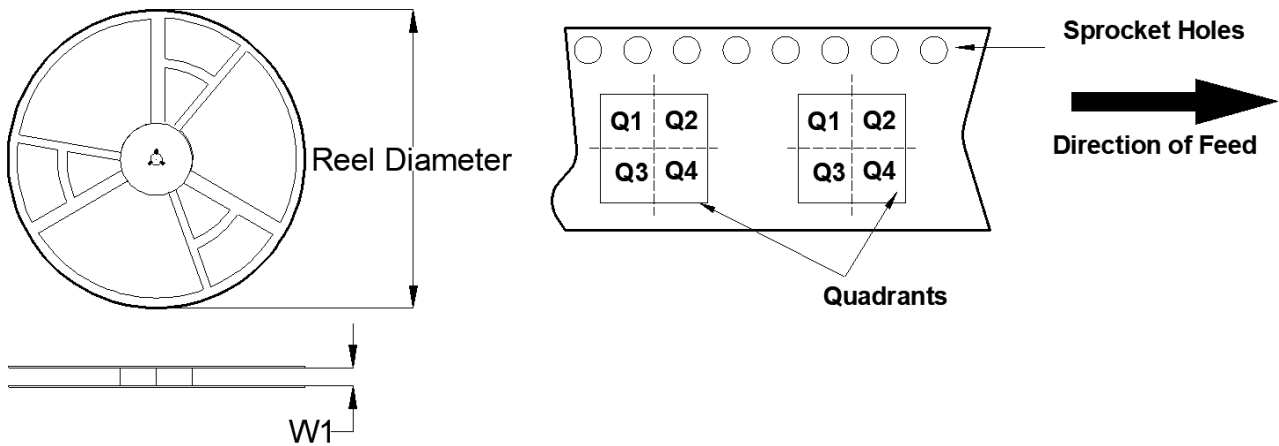 Reel Diameter
W1
Sprocket Holes
Direction of Feed
Q1 Q2
Q3 Q4
Q1 Q2
Q3 Q4
Quadrants